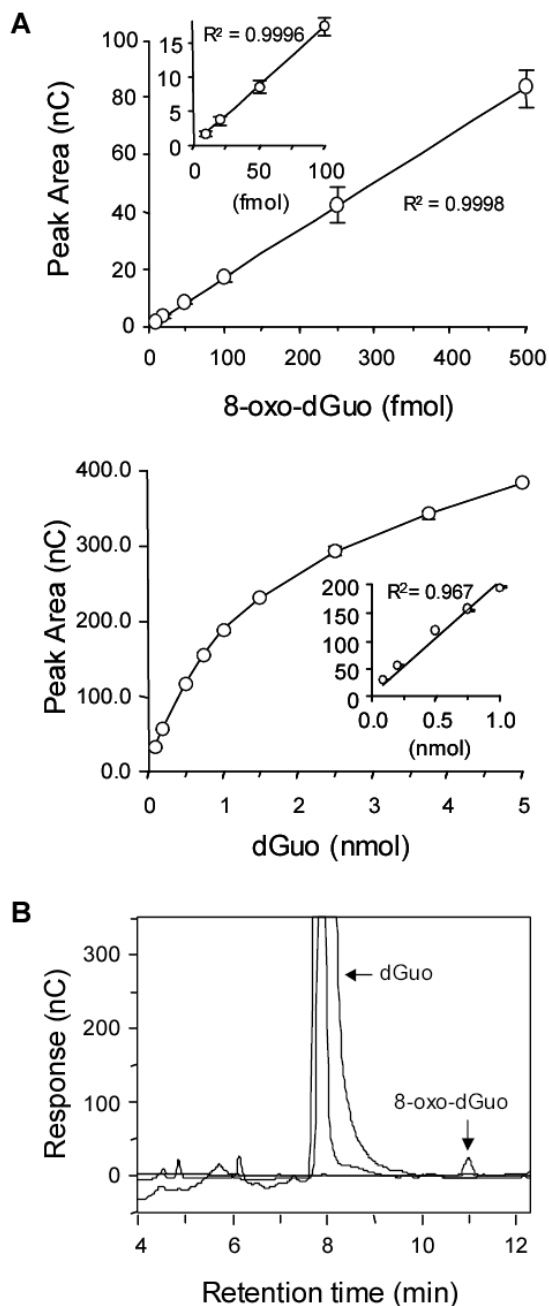 A
100
80
60
40
20
0
Peak Area (nC)
15
10
5
0
R² = 0.9996
0 50 100
(fmol)
R² = 0.9998
0 100 200 300 400 500
8-oxo-dGuo (fmol)
400.0
300.0
200.0
100.0
0.0
Peak Area (nC)
200
150
100
50
0
R²= 0.967
0.0 0.5 1.0
(nmol)
0 1 2 3 4 5
dGuo (nmol)
B
300
200
100
0
Response (nC)
dGuo
8-oxo-dGuo
4 6 8 10 12
Retention time (min)